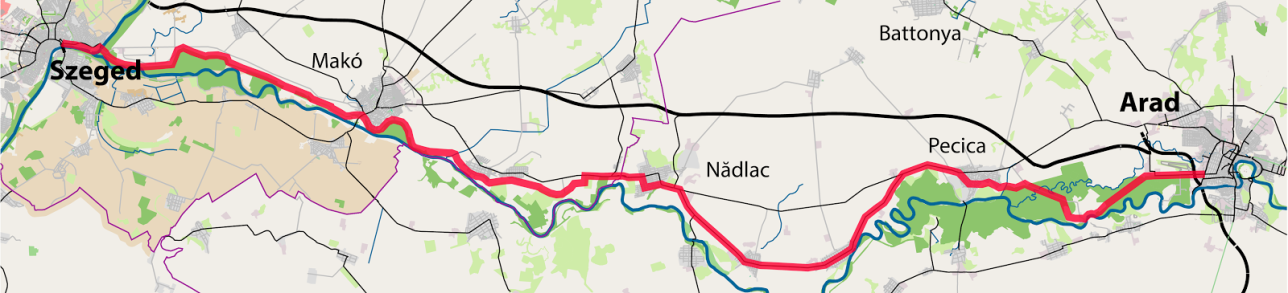 Battonya
Makó
Szeged
Arad
Pecica
Nădlac